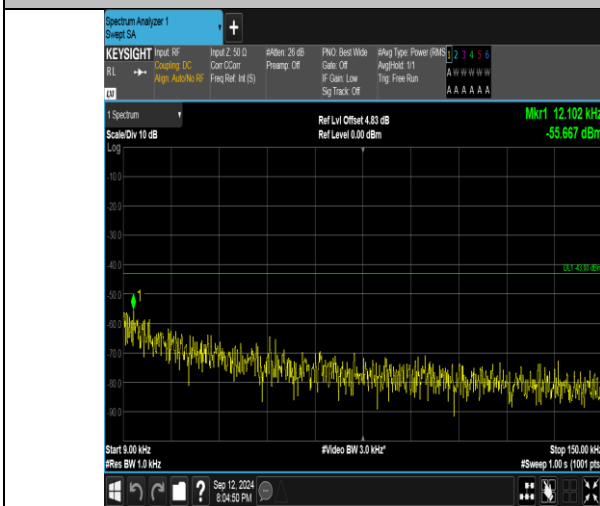 Spectrum Analyzer 1
Swept SA
+
KEYSIGHT Input: RF Input Z: 50 Ω #Atten: 26 dB PNO: Best Wide #Avg Type: Power (RMS 1 2 3 4 5 6
RL Coupling: DC Corr CCorr Preamp: Off Gate: Off Avg|Hold: 1/1 A W W W W W
Align: Auto/No RF Freq Ref: Int (S) IF Gain: Low Trig: Free Run
LXI Sig Track: Off A A A A A A
1 Spectrum Ref Lvl Offset 4.83 dB Mkr1 12.102 kHz
Scale/Div 10 dB Ref Level 0.00 dBm -55.667 dBm
Log
-10.0
-20.0
-30.0
-40.0
DL1 -43.00 dBm
-50.0
1
-60.0
-70.0
-80.0
-90.0
Start 9.00 kHz #Video BW 3.0 kHz* Stop 150.00 kHz
#Res BW 1.0 kHz #Sweep 1.00 s (1001 pts
? Sep 12, 2024
8:04:50 PM